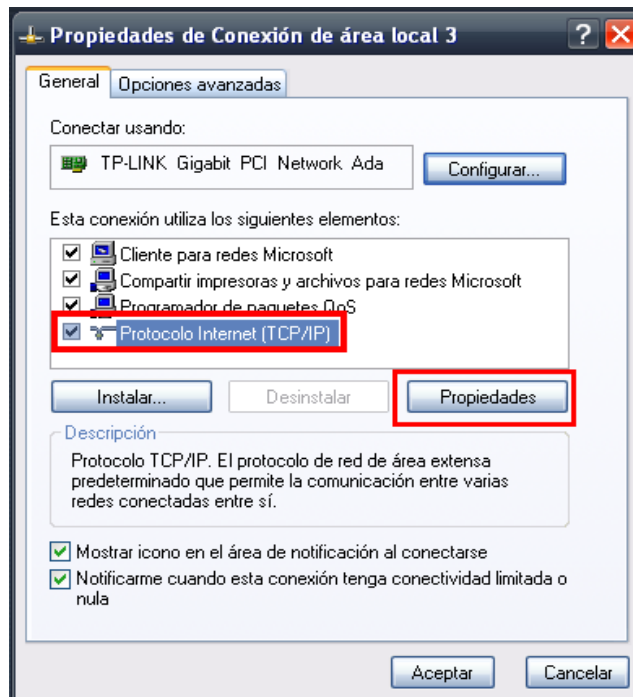 Propiedades de Conexión de área local 3
General
Opciones avanzadas
Conectar usando:
TP-LINK Gigabit PCI Network Ada
Configurar...
Esta conexión utiliza los siguientes elementos:
Cliente para redes Microsoft
Compartir impresoras y archivos para redes Microsoft
Programador de paquetes QoS
Protocolo Internet (TCP/IP)
Instalar...
Desinstalar
Propiedades
Descripción
Protocolo TCP/IP. El protocolo de red de área extensa
predeterminado que permite la comunicación entre varias
redes conectadas entre sí.
Mostrar icono en el área de notificación al conectarse
Notificarme cuando esta conexión tenga conectividad limitada o
nula
Aceptar
Cancelar